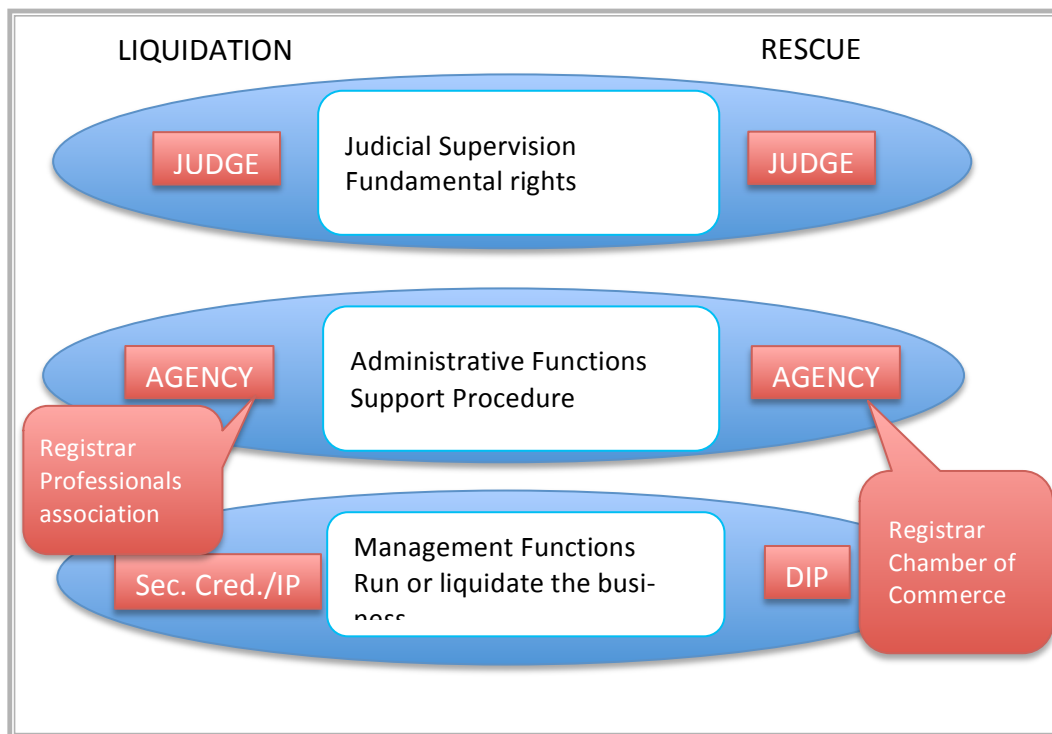 LIQUIDATION
RESCUE
JUDGE
Judicial Supervision
Fundamental rights
JUDGE
AGENCY
Administrative Functions
Support Procedure
AGENCY
Registrar
Professionals
association
Sec. Cred./IP
Management Functions
Run or liquidate the busi-
ness
DIP
Registrar
Chamber of
Commerce